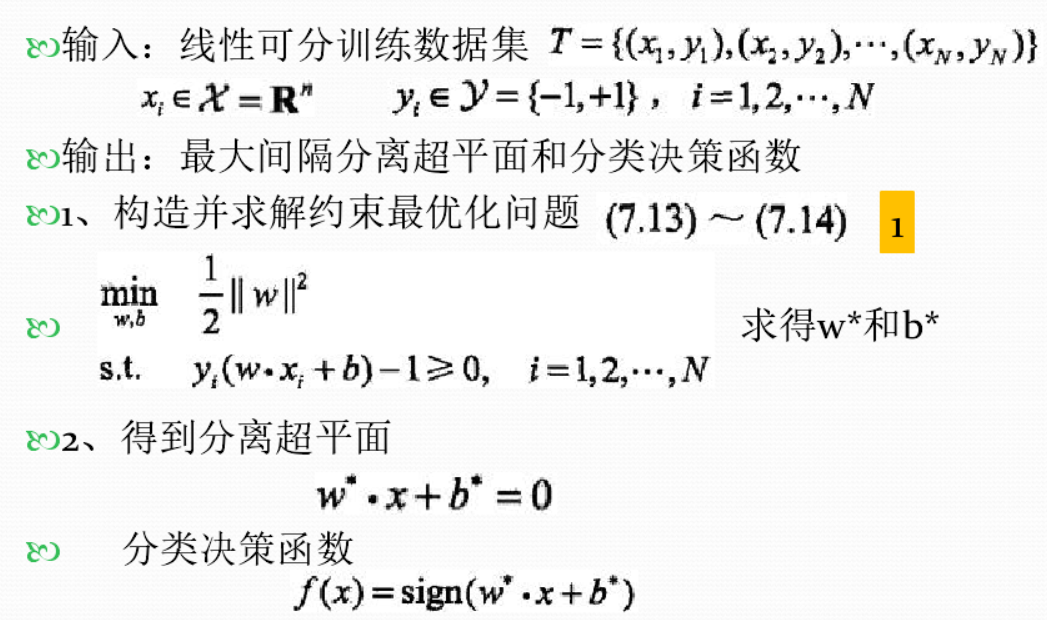 输入：线性可分训练数据集 T = {(x₁, y₁),(x₂, y₂),⋯,(x_N, y_N)}
xᵢ ∈ 𝒳 = Rⁿ yᵢ ∈ 𝒴 = {−1,+1}， i = 1,2,⋯,N
输出：最大间隔分离超平面和分类决策函数
1、构造并求解约束最优化问题 (7.13) ～ (7.14) 1
min_{w,b} 1/2 ‖w‖²
求得w*和b*
s.t. yᵢ(w•xᵢ + b) − 1 ⩾ 0, i = 1,2,⋯,N
2、得到分离超平面
w* • x + b* = 0
分类决策函数
f(x) = sign(w* • x + b*)